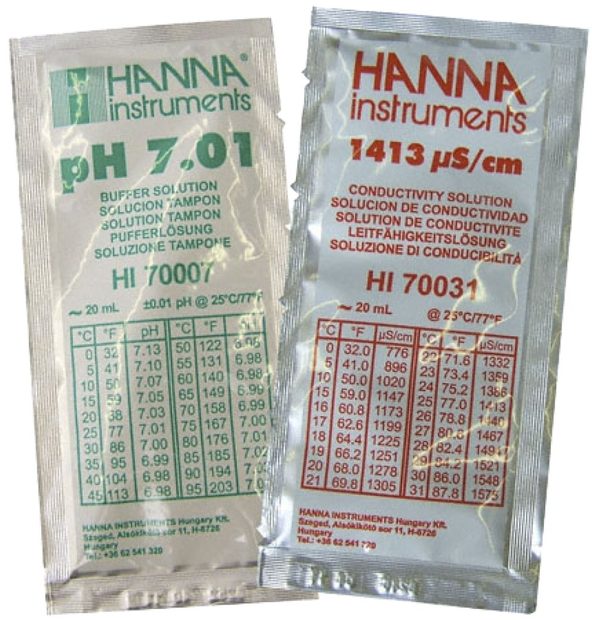 HANNA®
instruments
pH 7.01
BUFFER SOLUTION
SOLUCION TAMPON
SOLUTION TAMPON
PUFFERLÖSUNG
SOLUZIONE TAMPONE
HI 70007
~ 20 mL ±0.01 pH @ 25°C/77°F
°C °F pH °C °F pH
0 32 7.13 50 122 6.98
5 41 7.10 55 131 6.98
10 50 7.07 60 140 6.98
15 59 7.05 65 149 6.99
20 68 7.03 70 158 6.99
25 77 7.01 75 167 7.00
30 86 7.00 80 176 7.01
35 95 6.99 85 185 7.02
40 104 6.98 90 194
45 113 6.98 95 203
HANNA INSTRUMENTS Hungary Kft.
Szeged, Alsókikötő sor 11, H-6726
Hungary
Tel.: +36 62 541 320
HANNA
instruments
1413 µS/cm
CONDUCTIVITY SOLUTION
SOLUCION DE CONDUCTIVIDAD
SOLUTION DE CONDUCTIVITE
LEITFÄHIGKEITSLÖSUNG
SOLUZIONE DI CONDUCIBILITÀ
HI 70031
~ 20 mL @ 25°C/77°F
°C °F µS/cm °C °F µS/cm
0 32.0 776 22 71.6 1332
5 41.0 896 23 73.4 1359
10 50.0 1020 24 75.2 1386
15 59.0 1147 25 77.0 1413
16 60.8 1173 26 78.8 1440
17 62.6 1199 27 80.6 1467
18 64.4 1225 28 82.4 1494
19 66.2 1251 29 84.2 1521
20 68.0 1278 30 86.0 1548
21 69.8 1305 31 87.8 1575
HANNA INSTRUMENTS Hungary Kft.
Szeged, Alsókikötő sor 11, H-6726
Hungary
Tel.: +36 62 541 320